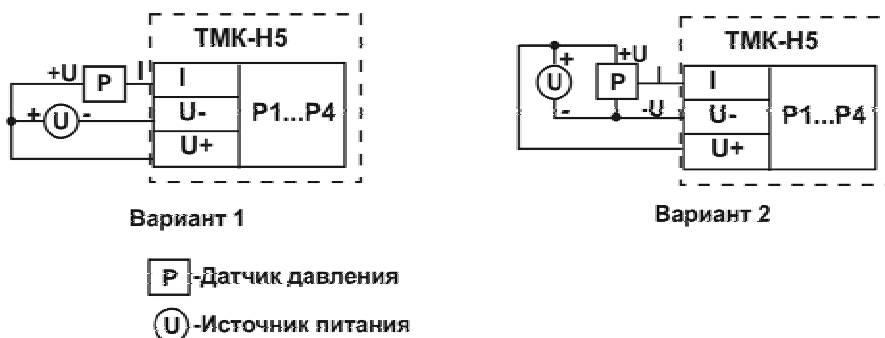 ТМК-Н5
+U
P
I
I
+
U
-
U-
P1...P4
U+
Вариант 1
ТМК-Н5
+
U
-
+U
P
I
-U
I
U-
P1...P4
U+
Вариант 2
P -Датчик давления
U -Источник питания